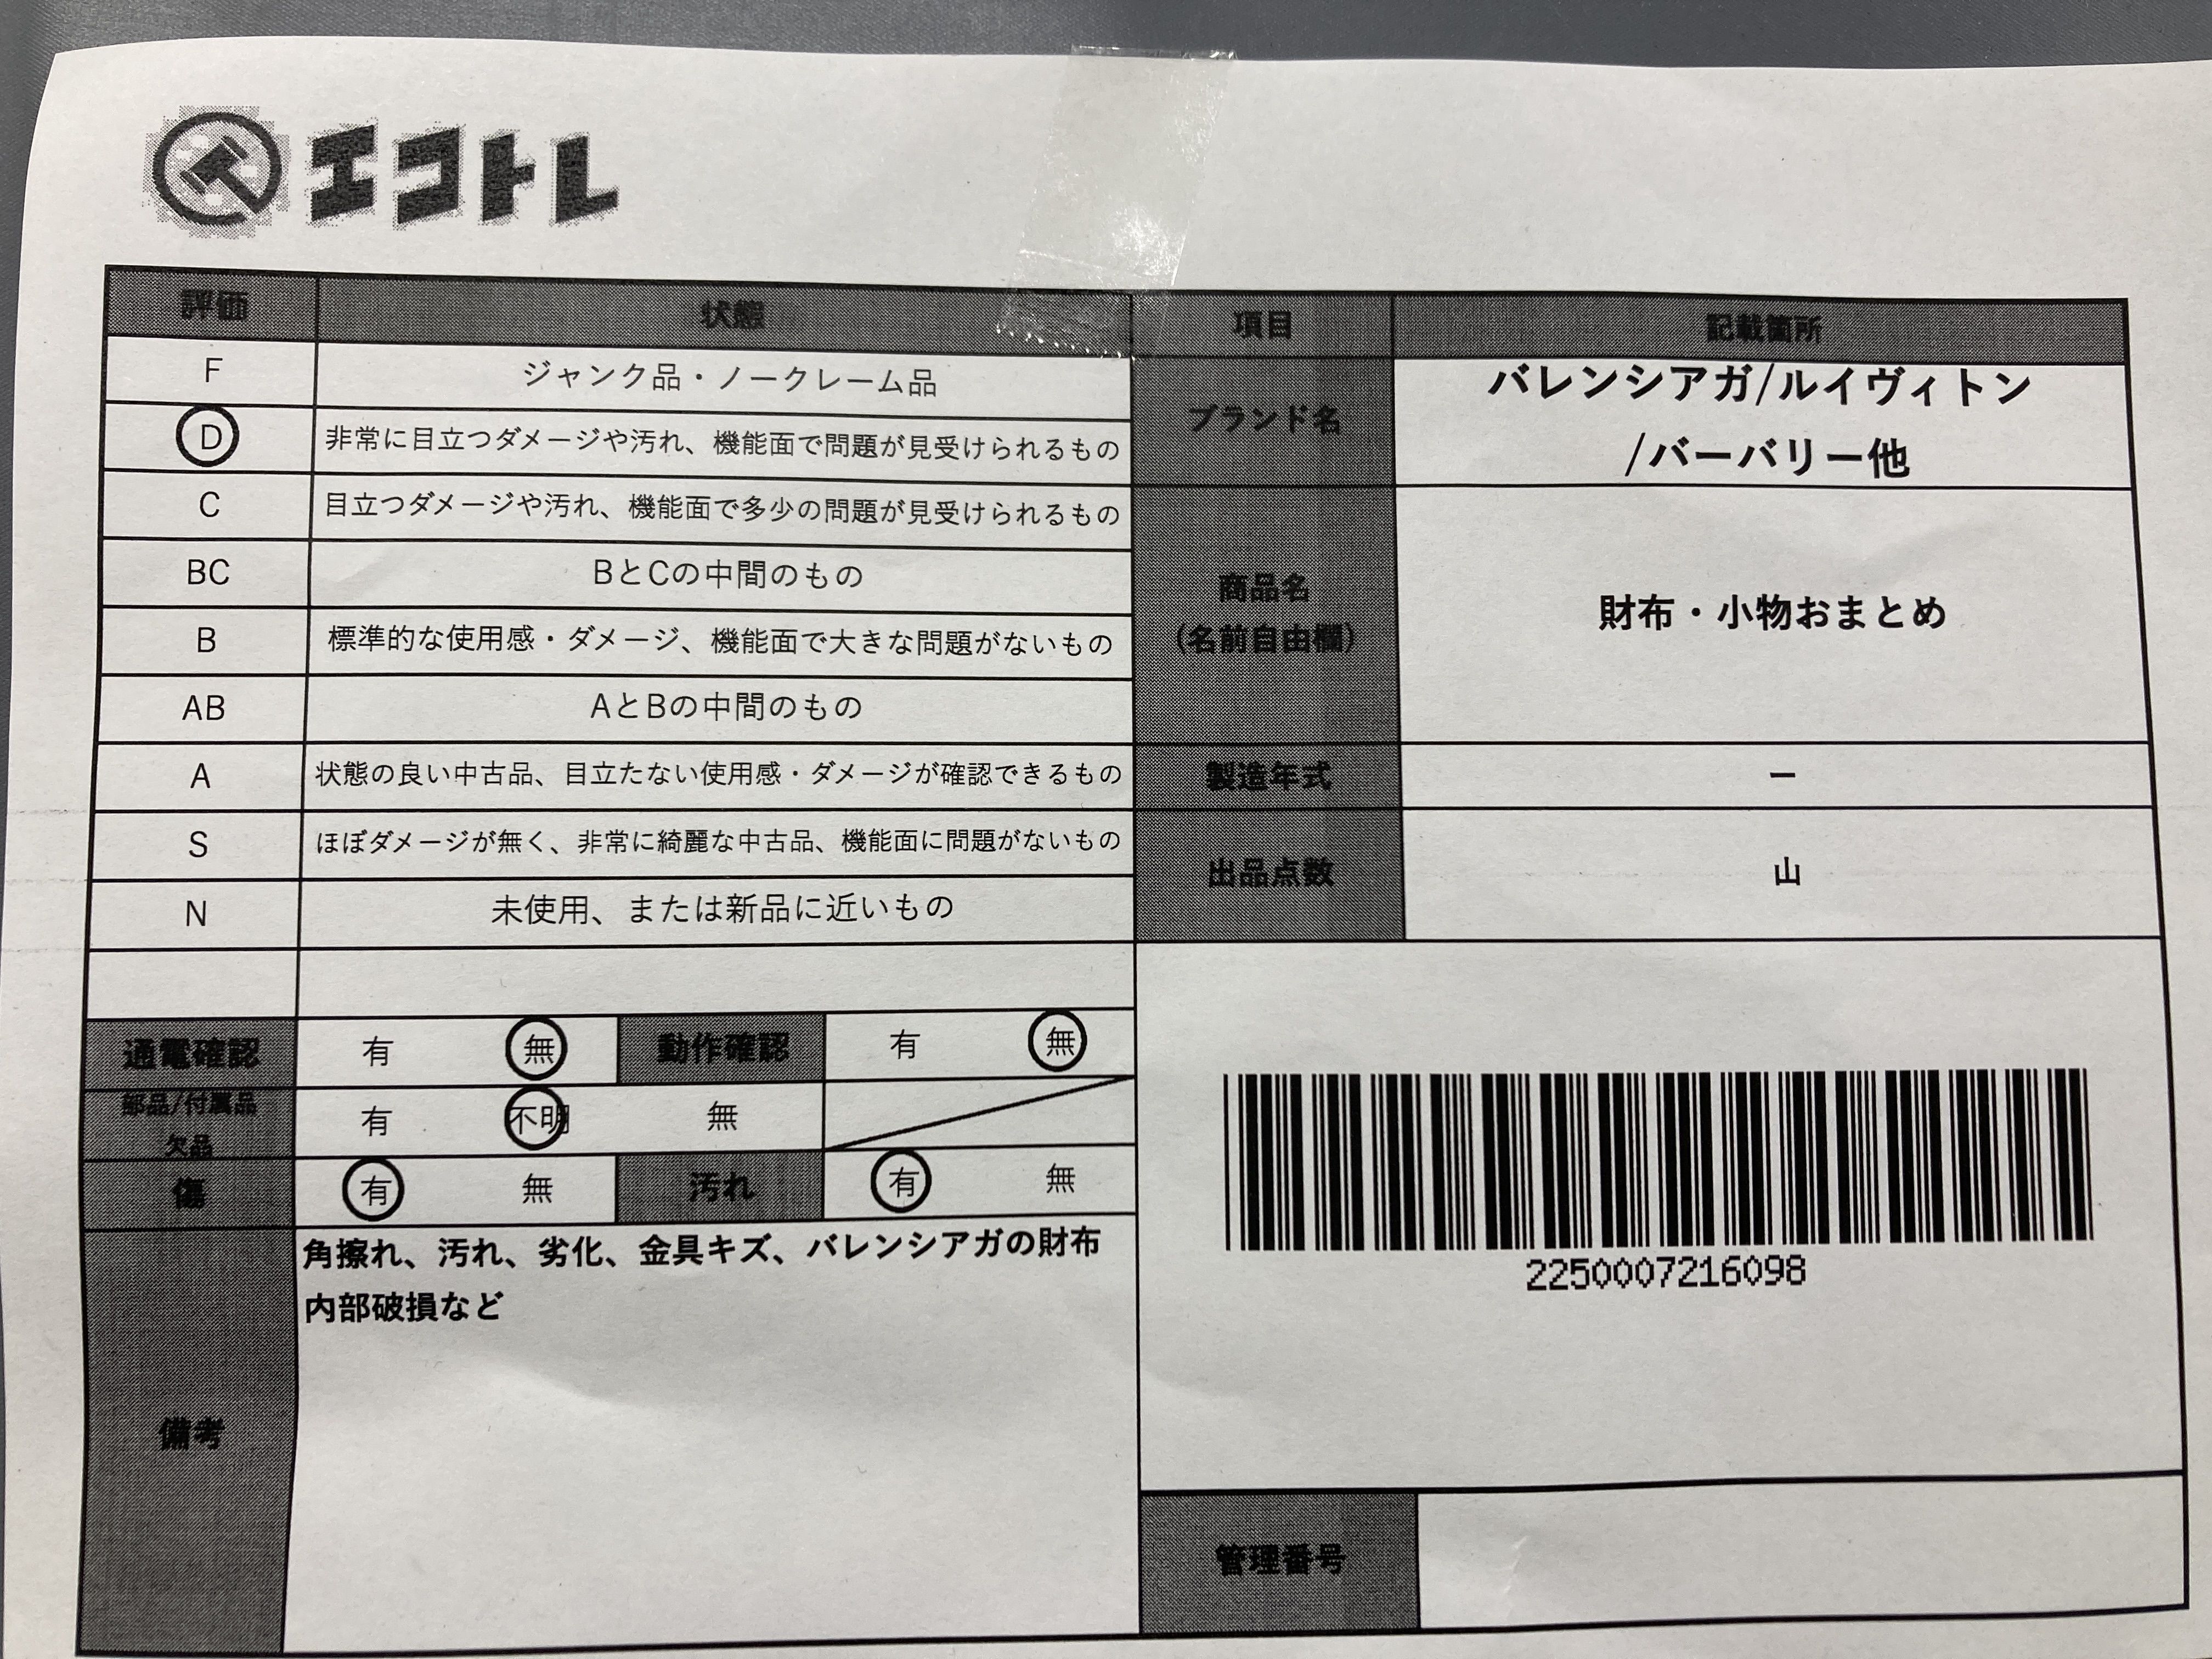 エコトレ
評価 状態
F ジャンク品・ノークレーム品
D 非常に目立つダメージや汚れ、機能面で問題が見受けられるもの
C 目立つダメージや汚れ、機能面で多少の問題が見受けられるもの
BC BとCの中間のもの
B 標準的な使用感・ダメージ、機能面で大きな問題がないもの
AB AとBの中間のもの
A 状態の良い中古品、目立たない使用感・ダメージが確認できるもの
S ほぼダメージが無く、非常に綺麗な中古品、機能面に問題がないもの
N 未使用、または新品に近いもの
通電確認 有 無 動作確認 有 無
部品/付属品
欠品
有 不明 無
傷 有 無 汚れ 有 無
備考
角擦れ、汚れ、劣化、金具キズ、バレンシアガの財布
内部破損など
項目 記載箇所
ブランド名
バレンシアガ/ルイヴィトン
/バーバリー他
商品名
(名前自由欄)
財布・小物おまとめ
製造年式 ー
出品点数 山
2250007216098
管理番号